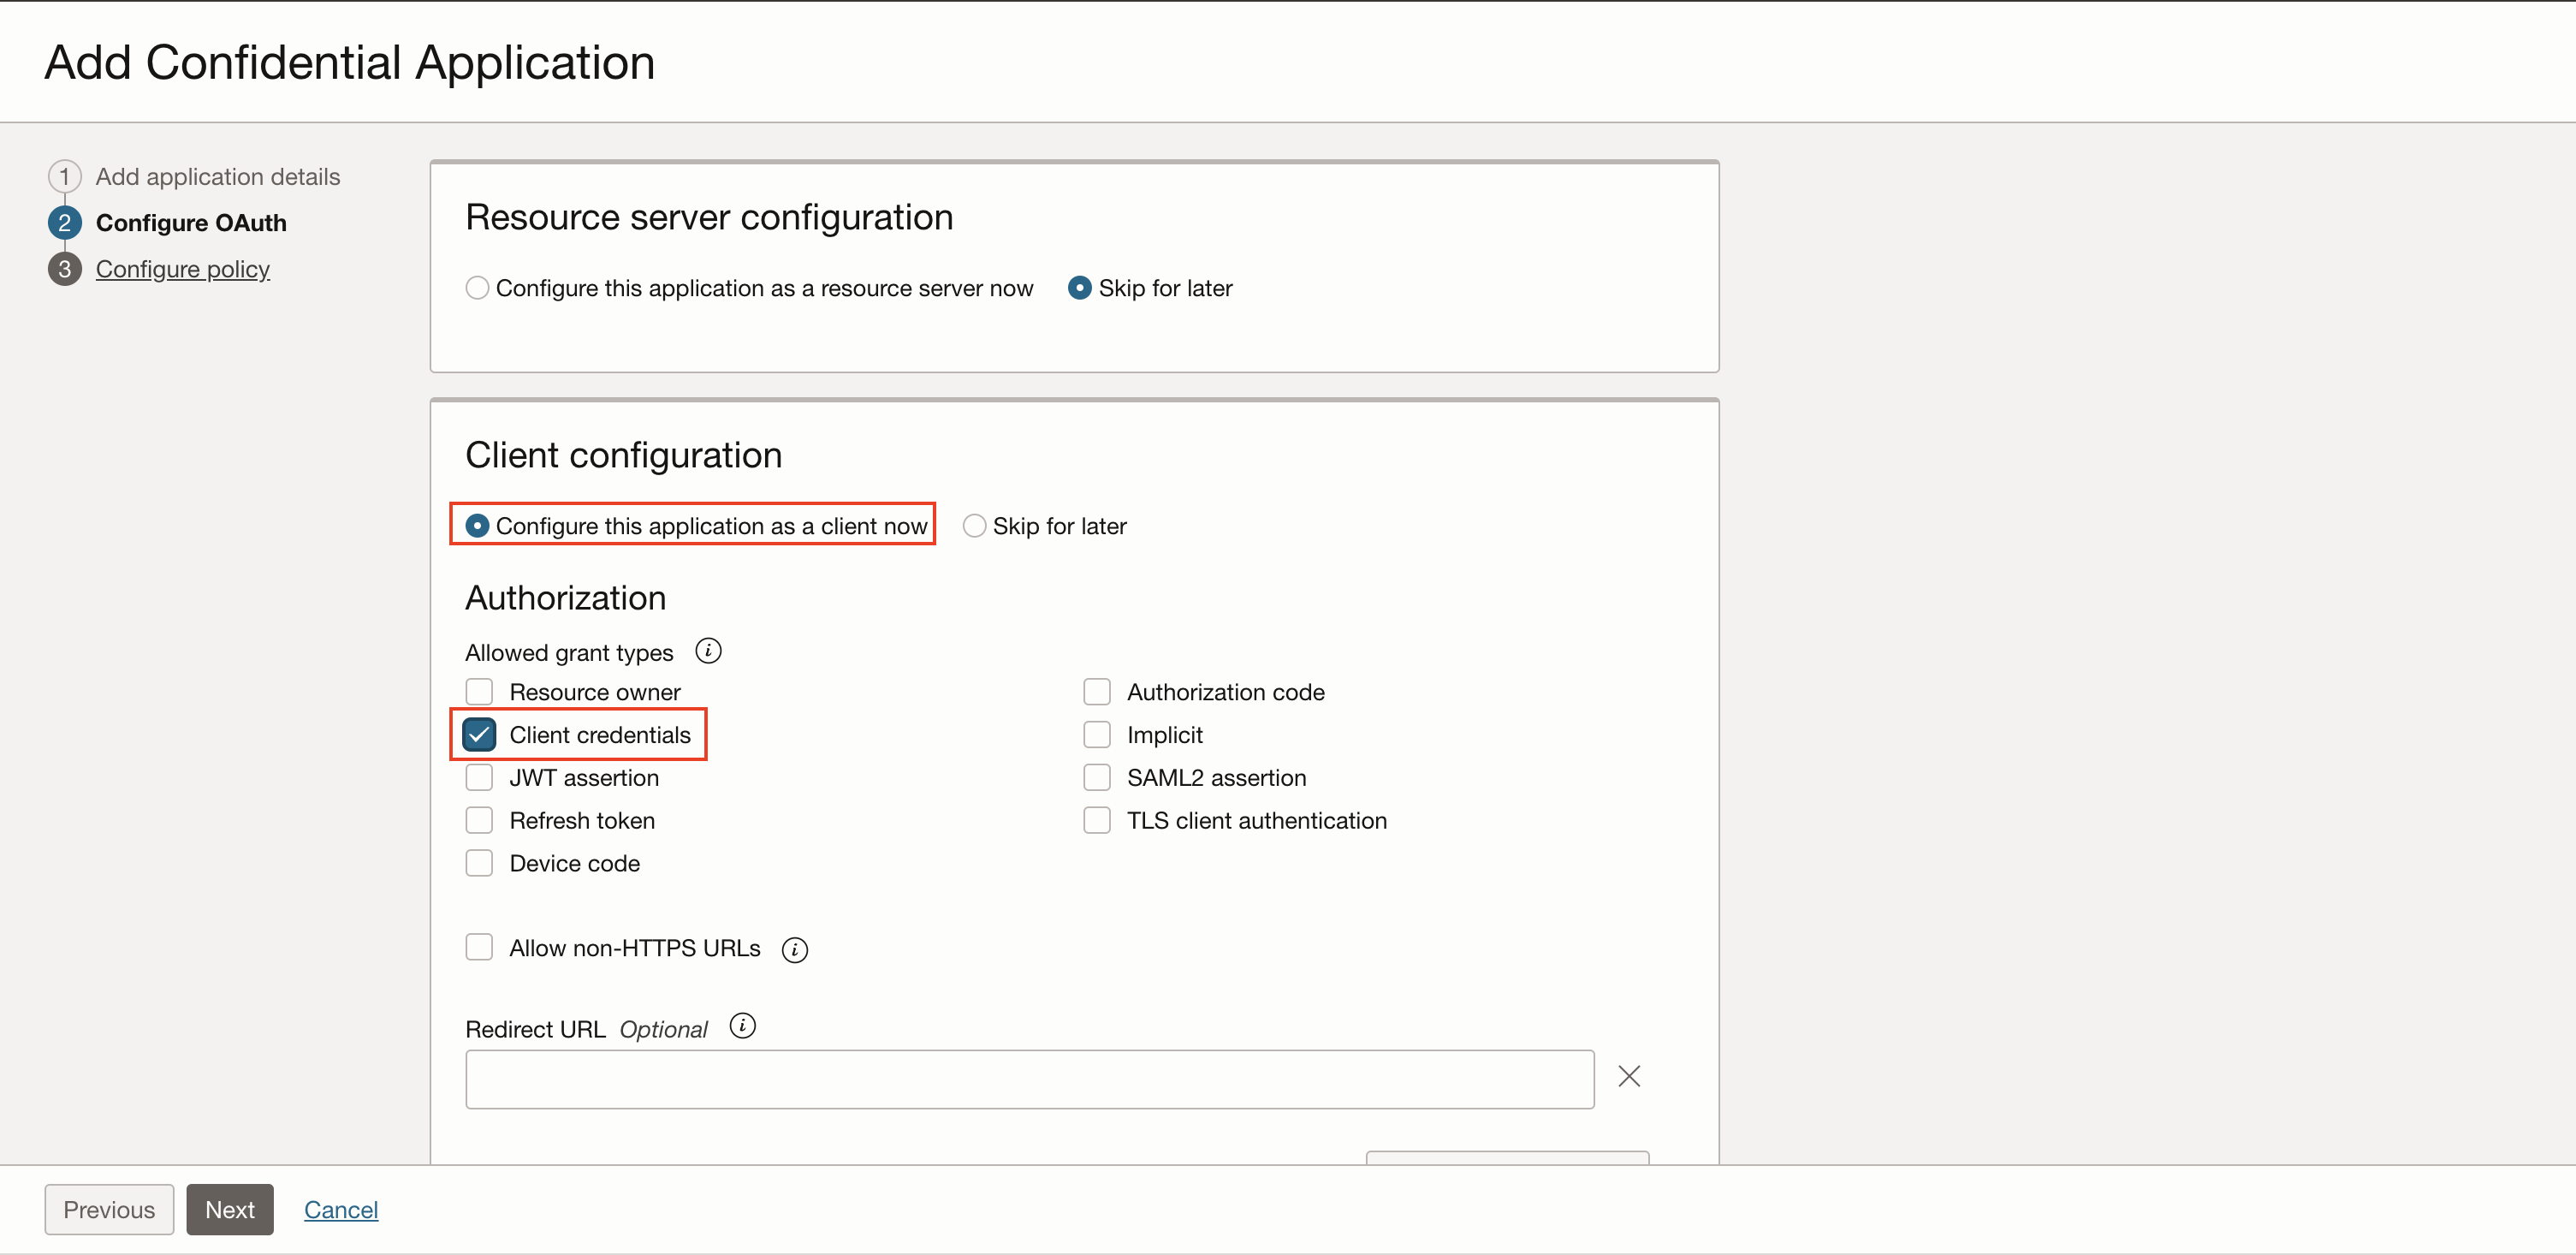 Add Confidential Application
1 Add application details
2 Configure OAuth
3 Configure policy
Resource server configuration
Configure this application as a resource server now Skip for later
Client configuration
Configure this application as a client now Skip for later
Authorization
Allowed grant types i
Resource owner Authorization code
Client credentials Implicit
JWT assertion SAML2 assertion
Refresh token TLS client authentication
Device code
Allow non-HTTPS URLs i
Redirect URL Optional i
Previous Next Cancel